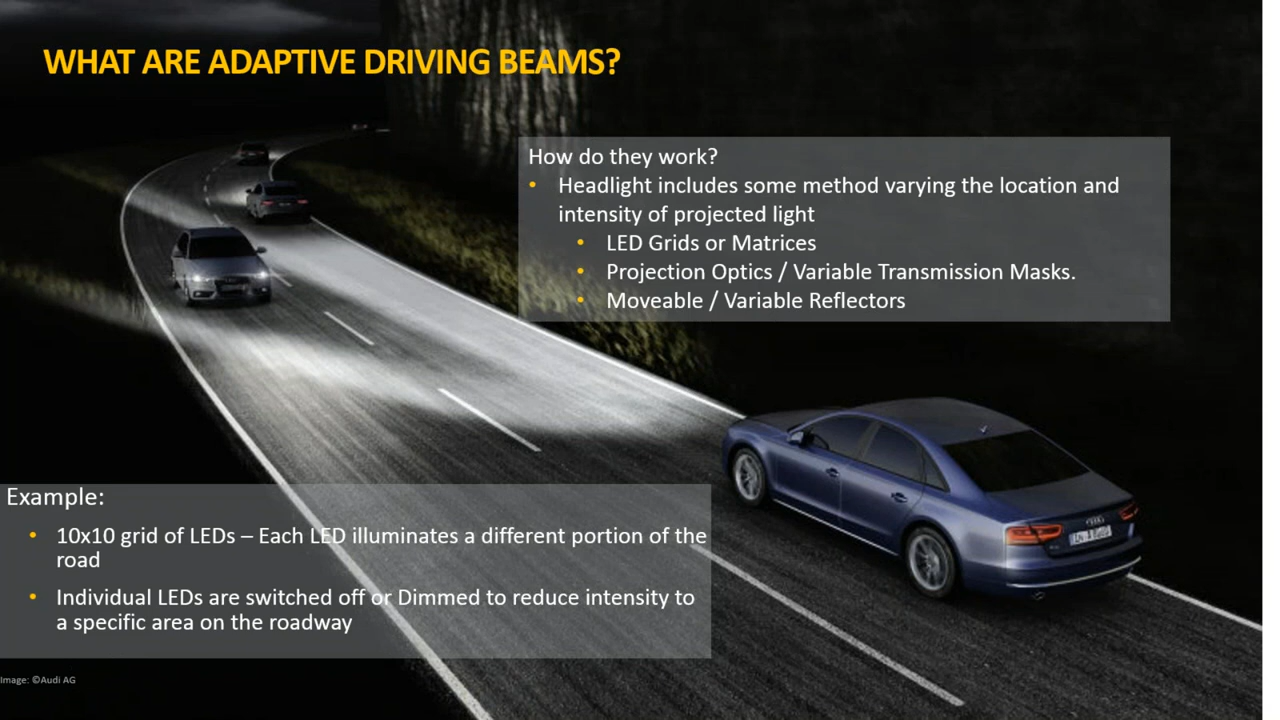 WHAT ARE ADAPTIVE DRIVING BEAMS?
How do they work?
• Headlight includes some method varying the location and
intensity of projected light
• LED Grids or Matrices
• Projection Optics / Variable Transmission Masks.
• Moveable / Variable Reflectors
Example:
• 10x10 grid of LEDs – Each LED illuminates a different portion of the
road
• Individual LEDs are switched off or Dimmed to reduce intensity to
a specific area on the roadway
Image: ©Audi AG